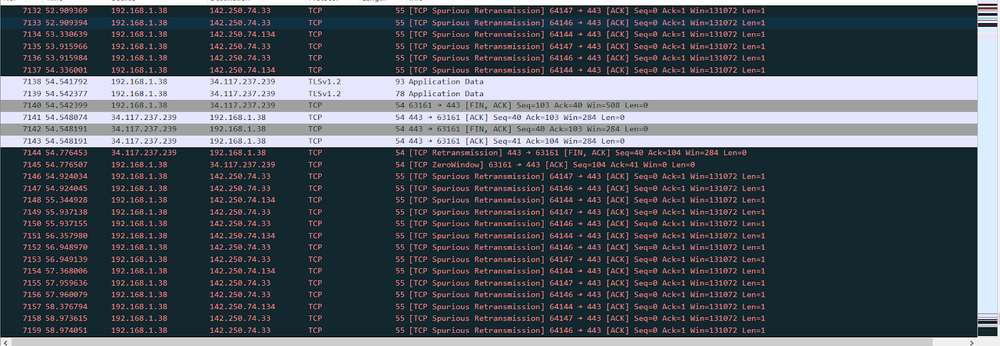 7132 52.909369 192.168.1.38 142.250.74.33 TCP 55 [TCP Spurious Retransmission] 64147 → 443 [ACK] Seq=0 Ack=1 Win=131072 Len=1
7133 52.909394 192.168.1.38 142.250.74.33 TCP 55 [TCP Spurious Retransmission] 64146 → 443 [ACK] Seq=0 Ack=1 Win=131072 Len=1
7134 53.330639 192.168.1.38 142.250.74.134 TCP 55 [TCP Spurious Retransmission] 64144 → 443 [ACK] Seq=0 Ack=1 Win=131072 Len=1
7135 53.915966 192.168.1.38 142.250.74.33 TCP 55 [TCP Spurious Retransmission] 64147 → 443 [ACK] Seq=0 Ack=1 Win=131072 Len=1
7136 53.915984 192.168.1.38 142.250.74.33 TCP 55 [TCP Spurious Retransmission] 64146 → 443 [ACK] Seq=0 Ack=1 Win=131072 Len=1
7137 54.336001 192.168.1.38 142.250.74.134 TCP 55 [TCP Spurious Retransmission] 64144 → 443 [ACK] Seq=0 Ack=1 Win=131072 Len=1
7138 54.541792 192.168.1.38 34.117.237.239 TLSv1.2 93 Application Data
7139 54.542377 192.168.1.38 34.117.237.239 TLSv1.2 78 Application Data
7140 54.542399 192.168.1.38 34.117.237.239 TCP 54 63161 → 443 [FIN, ACK] Seq=103 Ack=40 Win=508 Len=0
7141 54.548074 34.117.237.239 192.168.1.38 TCP 54 443 → 63161 [ACK] Seq=40 Ack=103 Win=284 Len=0
7142 54.548191 34.117.237.239 192.168.1.38 TCP 54 443 → 63161 [FIN, ACK] Seq=40 Ack=103 Win=284 Len=0
7143 54.548191 34.117.237.239 192.168.1.38 TCP 54 443 → 63161 [ACK] Seq=41 Ack=104 Win=284 Len=0
7144 54.776453 34.117.237.239 192.168.1.38 TCP 54 [TCP Retransmission] 443 → 63161 [FIN, ACK] Seq=40 Ack=104 Win=284 Len=0
7145 54.776507 192.168.1.38 34.117.237.239 TCP 54 [TCP ZeroWindow] 63161 → 443 [ACK] Seq=104 Ack=41 Win=0 Len=0
7146 54.924034 192.168.1.38 142.250.74.33 TCP 55 [TCP Spurious Retransmission] 64147 → 443 [ACK] Seq=0 Ack=1 Win=131072 Len=1
7147 54.924045 192.168.1.38 142.250.74.33 TCP 55 [TCP Spurious Retransmission] 64146 → 443 [ACK] Seq=0 Ack=1 Win=131072 Len=1
7148 55.344928 192.168.1.38 142.250.74.134 TCP 55 [TCP Spurious Retransmission] 64144 → 443 [ACK] Seq=0 Ack=1 Win=131072 Len=1
7149 55.937138 192.168.1.38 142.250.74.33 TCP 55 [TCP Spurious Retransmission] 64147 → 443 [ACK] Seq=0 Ack=1 Win=131072 Len=1
7150 55.937155 192.168.1.38 142.250.74.33 TCP 55 [TCP Spurious Retransmission] 64146 → 443 [ACK] Seq=0 Ack=1 Win=131072 Len=1
7151 56.357980 192.168.1.38 142.250.74.134 TCP 55 [TCP Spurious Retransmission] 64144 → 443 [ACK] Seq=0 Ack=1 Win=131072 Len=1
7152 56.948970 192.168.1.38 142.250.74.33 TCP 55 [TCP Spurious Retransmission] 64146 → 443 [ACK] Seq=0 Ack=1 Win=131072 Len=1
7153 56.949139 192.168.1.38 142.250.74.33 TCP 55 [TCP Spurious Retransmission] 64147 → 443 [ACK] Seq=0 Ack=1 Win=131072 Len=1
7154 57.368006 192.168.1.38 142.250.74.134 TCP 55 [TCP Spurious Retransmission] 64144 → 443 [ACK] Seq=0 Ack=1 Win=131072 Len=1
7155 57.959636 192.168.1.38 142.250.74.33 TCP 55 [TCP Spurious Retransmission] 64147 → 443 [ACK] Seq=0 Ack=1 Win=131072 Len=1
7156 57.960079 192.168.1.38 142.250.74.33 TCP 55 [TCP Spurious Retransmission] 64146 → 443 [ACK] Seq=0 Ack=1 Win=131072 Len=1
7157 58.376794 192.168.1.38 142.250.74.134 TCP 55 [TCP Spurious Retransmission] 64144 → 443 [ACK] Seq=0 Ack=1 Win=131072 Len=1
7158 58.973615 192.168.1.38 142.250.74.33 TCP 55 [TCP Spurious Retransmission] 64147 → 443 [ACK] Seq=0 Ack=1 Win=131072 Len=1
7159 58.974051 192.168.1.38 142.250.74.33 TCP 55 [TCP Spurious Retransmission] 64146 → 443 [ACK] Seq=0 Ack=1 Win=131072 Len=1